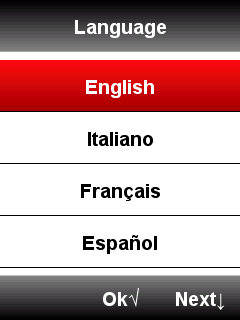 Language
English
Italiano
Français
Español
Ok√ Next↓